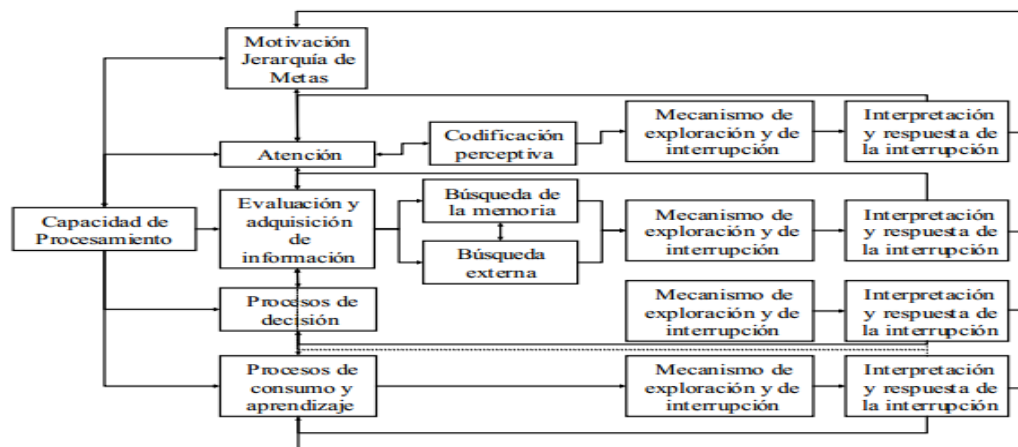 Motivación
Jerarquía de
Metas
Atención
Codificación
perceptiva
Mecanismo de
exploración y de
interrupción
Interpretación
y respuesta de
la interrupción
Capacidad de
Procesamiento
Evaluación y
adquisición
de
información
Búsqueda de
la memoria
Búsqueda
externa
Mecanismo de
exploración y de
interrupción
Interpretación
y respuesta de
la interrupción
Procesos de
decisión
Mecanismo de
exploración y de
interrupción
Interpretación
y respuesta de
la interrupción
Procesos de
consumo y
aprendizaje
Mecanismo de
exploración y de
interrupción
Interpretación
y respuesta de
la interrupción